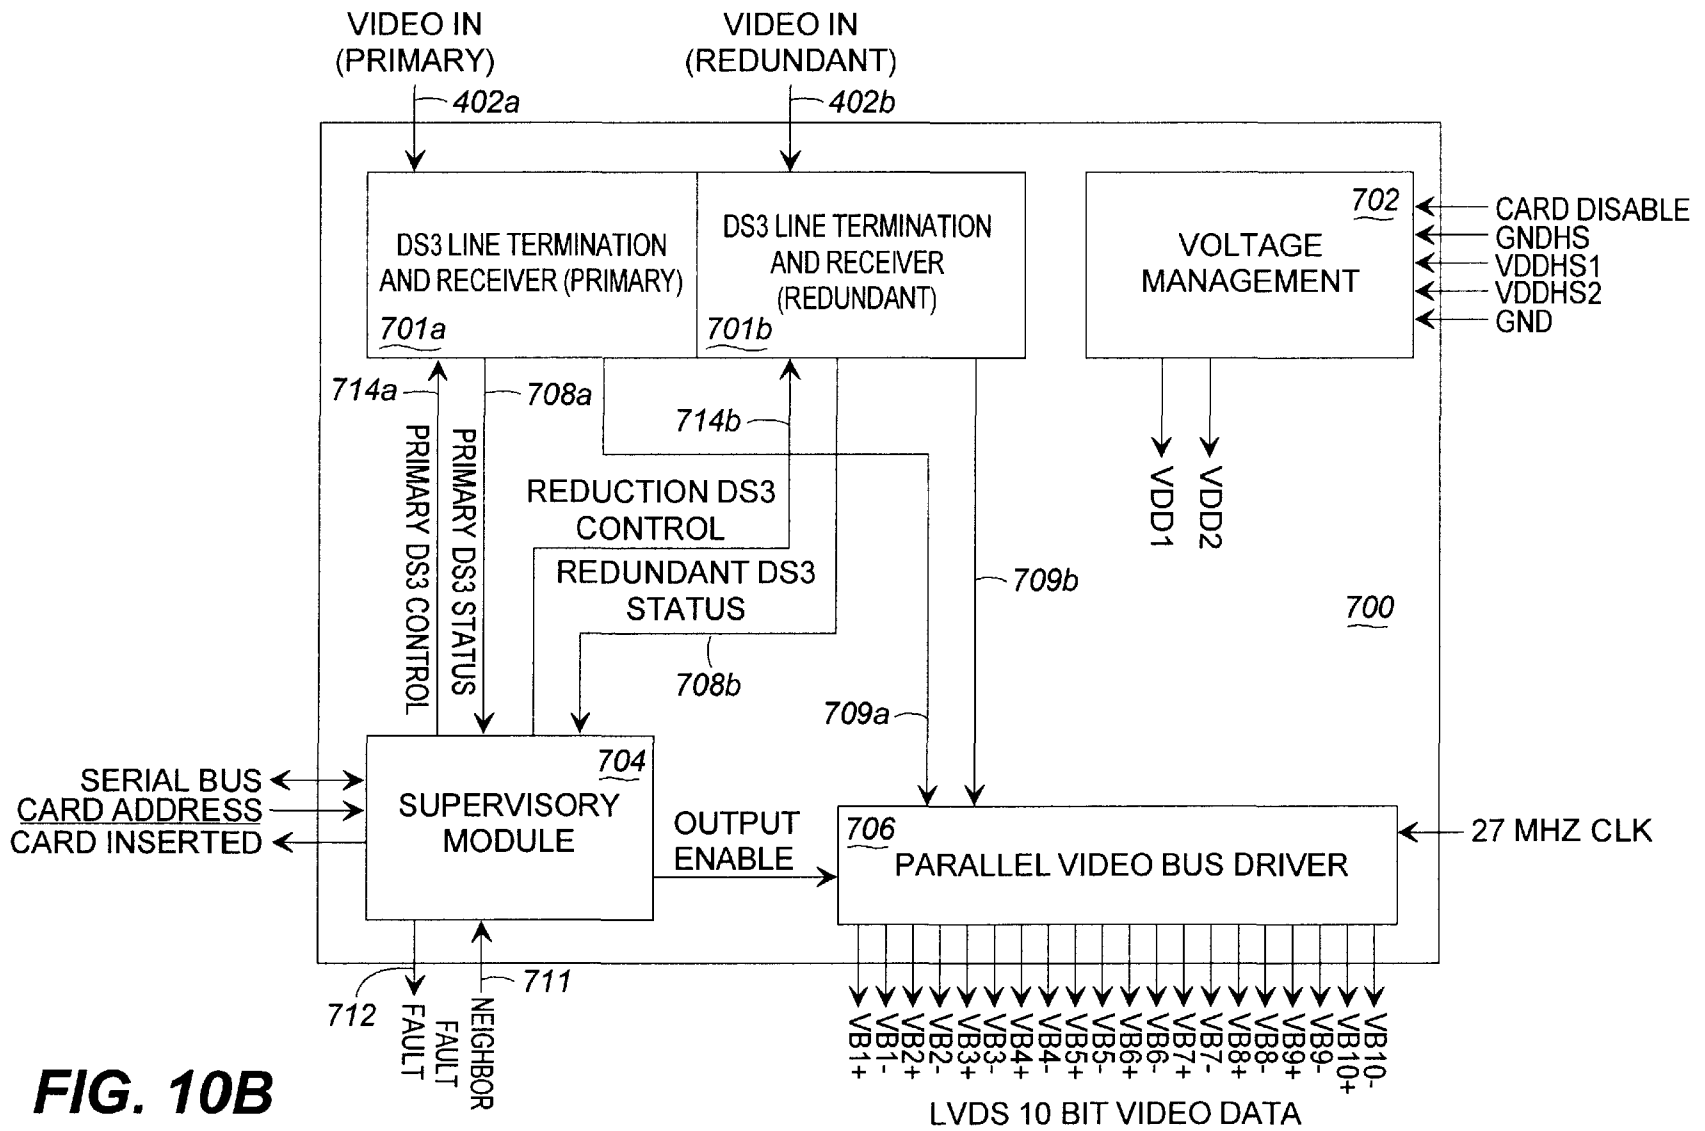 VIDEO IN
(PRIMARY)
VIDEO IN
(REDUNDANT)
402a
402b
DS3 LINE TERMINATION
AND RECEIVER (PRIMARY)
701a
DS3 LINE TERMINATION
AND RECEIVER
(REDUNDANT)
701b
702
VOLTAGE
MANAGEMENT
CARD DISABLE
GNDHS
VDDHS1
VDDHS2
GND
714a
708a
714b
PRIMARY DS3 CONTROL
PRIMARY DS3 STATUS
REDUCTION DS3
CONTROL
REDUNDANT DS3
STATUS
708b
VDD1
VDD2
709b
700
709a
704
SUPERVISORY
MODULE
SERIAL BUS
CARD ADDRESS
CARD INSERTED
OUTPUT
ENABLE
706
PARALLEL VIDEO BUS DRIVER
27 MHZ CLK
712
FAULT
711
NEIGHBOR
FAULT
VB1+
VB1-
VB2+
VB2-
VB3+
VB3-
VB4+
VB4-
VB5+
VB5-
VB6+
VB6-
VB7+
VB7-
VB8+
VB8-
VB9+
VB9-
VB10+
VB10-
LVDS 10 BIT VIDEO DATA
FIG. 10B